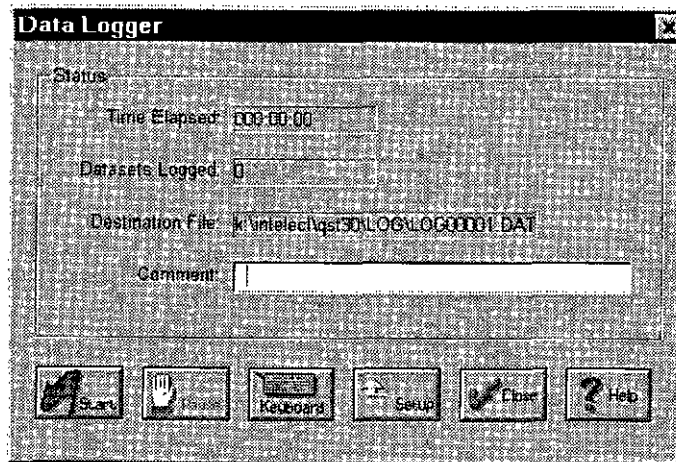 Data Logger
Status
Time Elapsed: 000:00:00
Datasets Logged: 0
Destination File: k:\intelect\qst30\LOG\LOG00001.DAT
Comment:
Start Pause Keyboard Setup Close Help